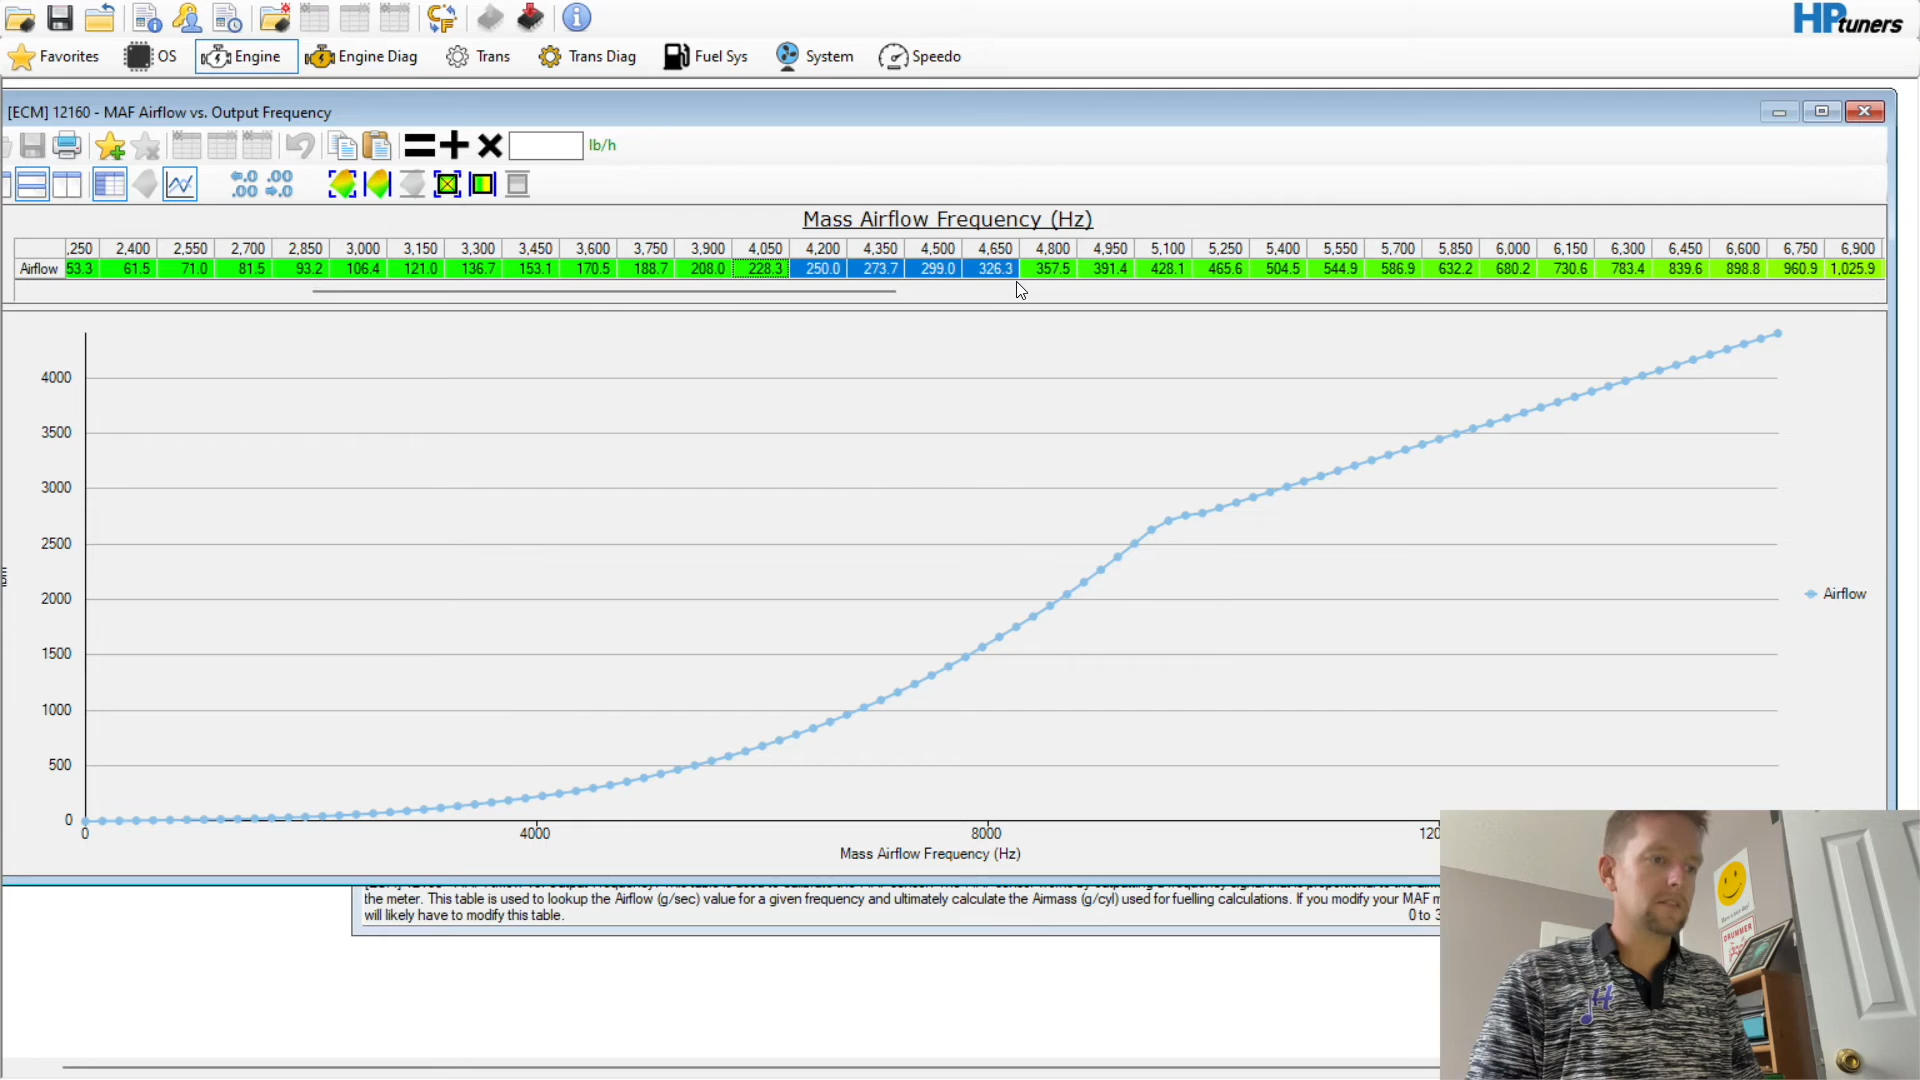 HPtuners
Favorites OS Engine Engine Diag Trans Trans Diag Fuel Sys System Speedo
[ECM] 12160 - MAF Airflow vs. Output Frequency
lb/h
Mass Airflow Frequency (Hz)
,250 2,400 2,550 2,700 2,850 3,000 3,150 3,300 3,450 3,600 3,750 3,900 4,050 4,200 4,350 4,500 4,650 4,800 4,950 5,100 5,250 5,400 5,550 5,700 5,850 6,000 6,150 6,300 6,450 6,600 6,750 6,900
Airflow 53.3 61.5 71.0 81.5 93.2 106.4 121.0 136.7 153.1 170.5 188.7 208.0 228.3 250.0 273.7 299.0 326.3 357.5 391.4 428.1 465.6 504.5 544.9 586.9 632.2 680.2 730.6 783.4 839.6 898.8 960.9 1,025.9
4000
3500
3000
2500
2000
1500
1000
500
0
Airflow
0 4000 8000 120
Mass Airflow Frequency (Hz)
the meter. This table is used to lookup the Airflow (g/sec) value for a given frequency and ultimately calculate the Airmass (g/cyl) used for fuelling calculations. If you modify your MAF m
will likely have to modify this table. 0 to 3
DRUMMER
H